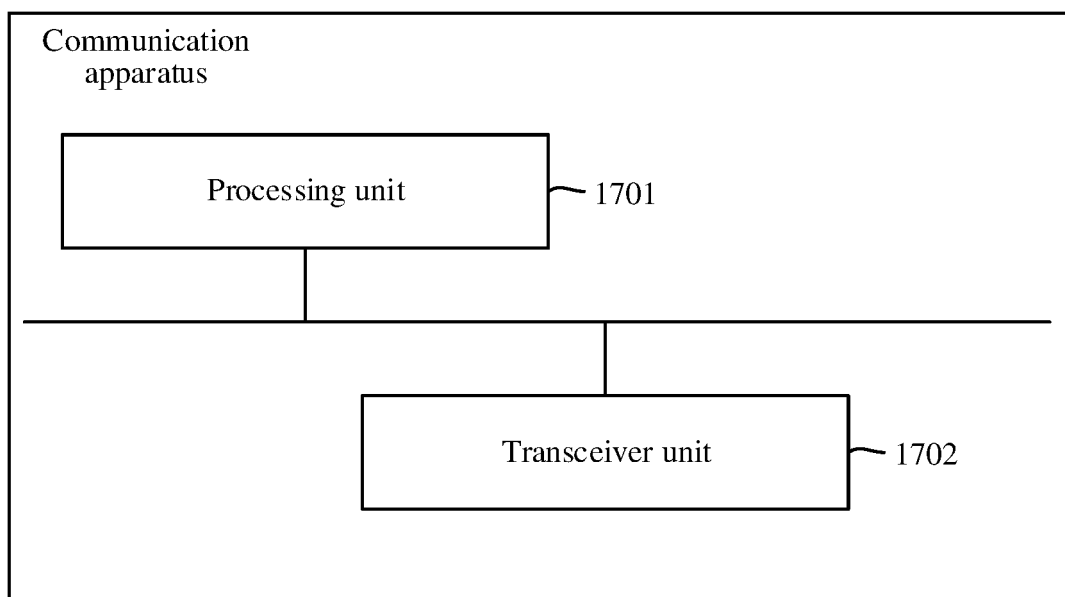 Communication
apparatus
Processing unit
1701
Transceiver unit
1702